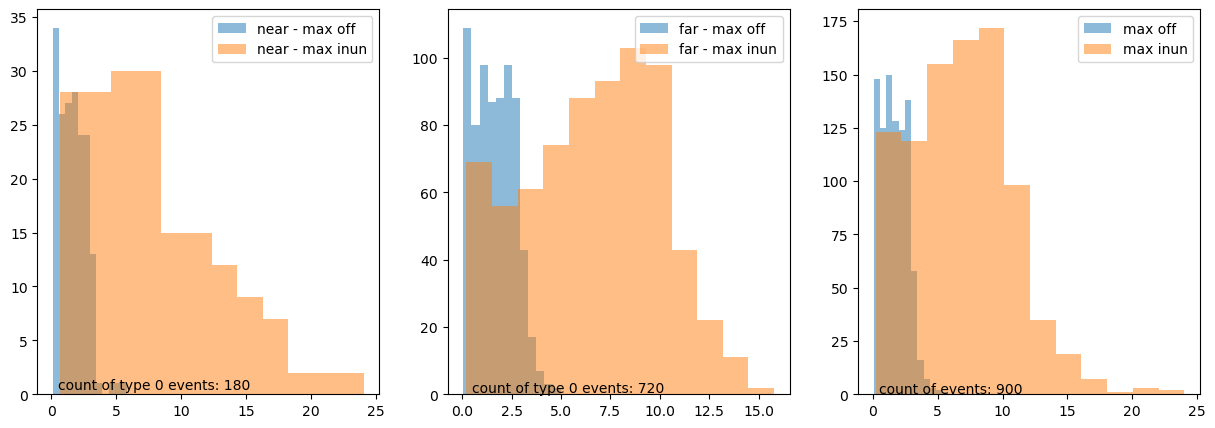 near - max off
near - max inun
35
30
25
20
15
10
5
0
count of type 0 events: 180
0 5 10 15 20 25
far - max off
far - max inun
100
80
60
40
20
0
count of type 0 events: 720
0.0 2.5 5.0 7.5 10.0 12.5 15.0
max off
max inun
175
150
125
100
75
50
25
0
count of events: 900
0 5 10 15 20 25